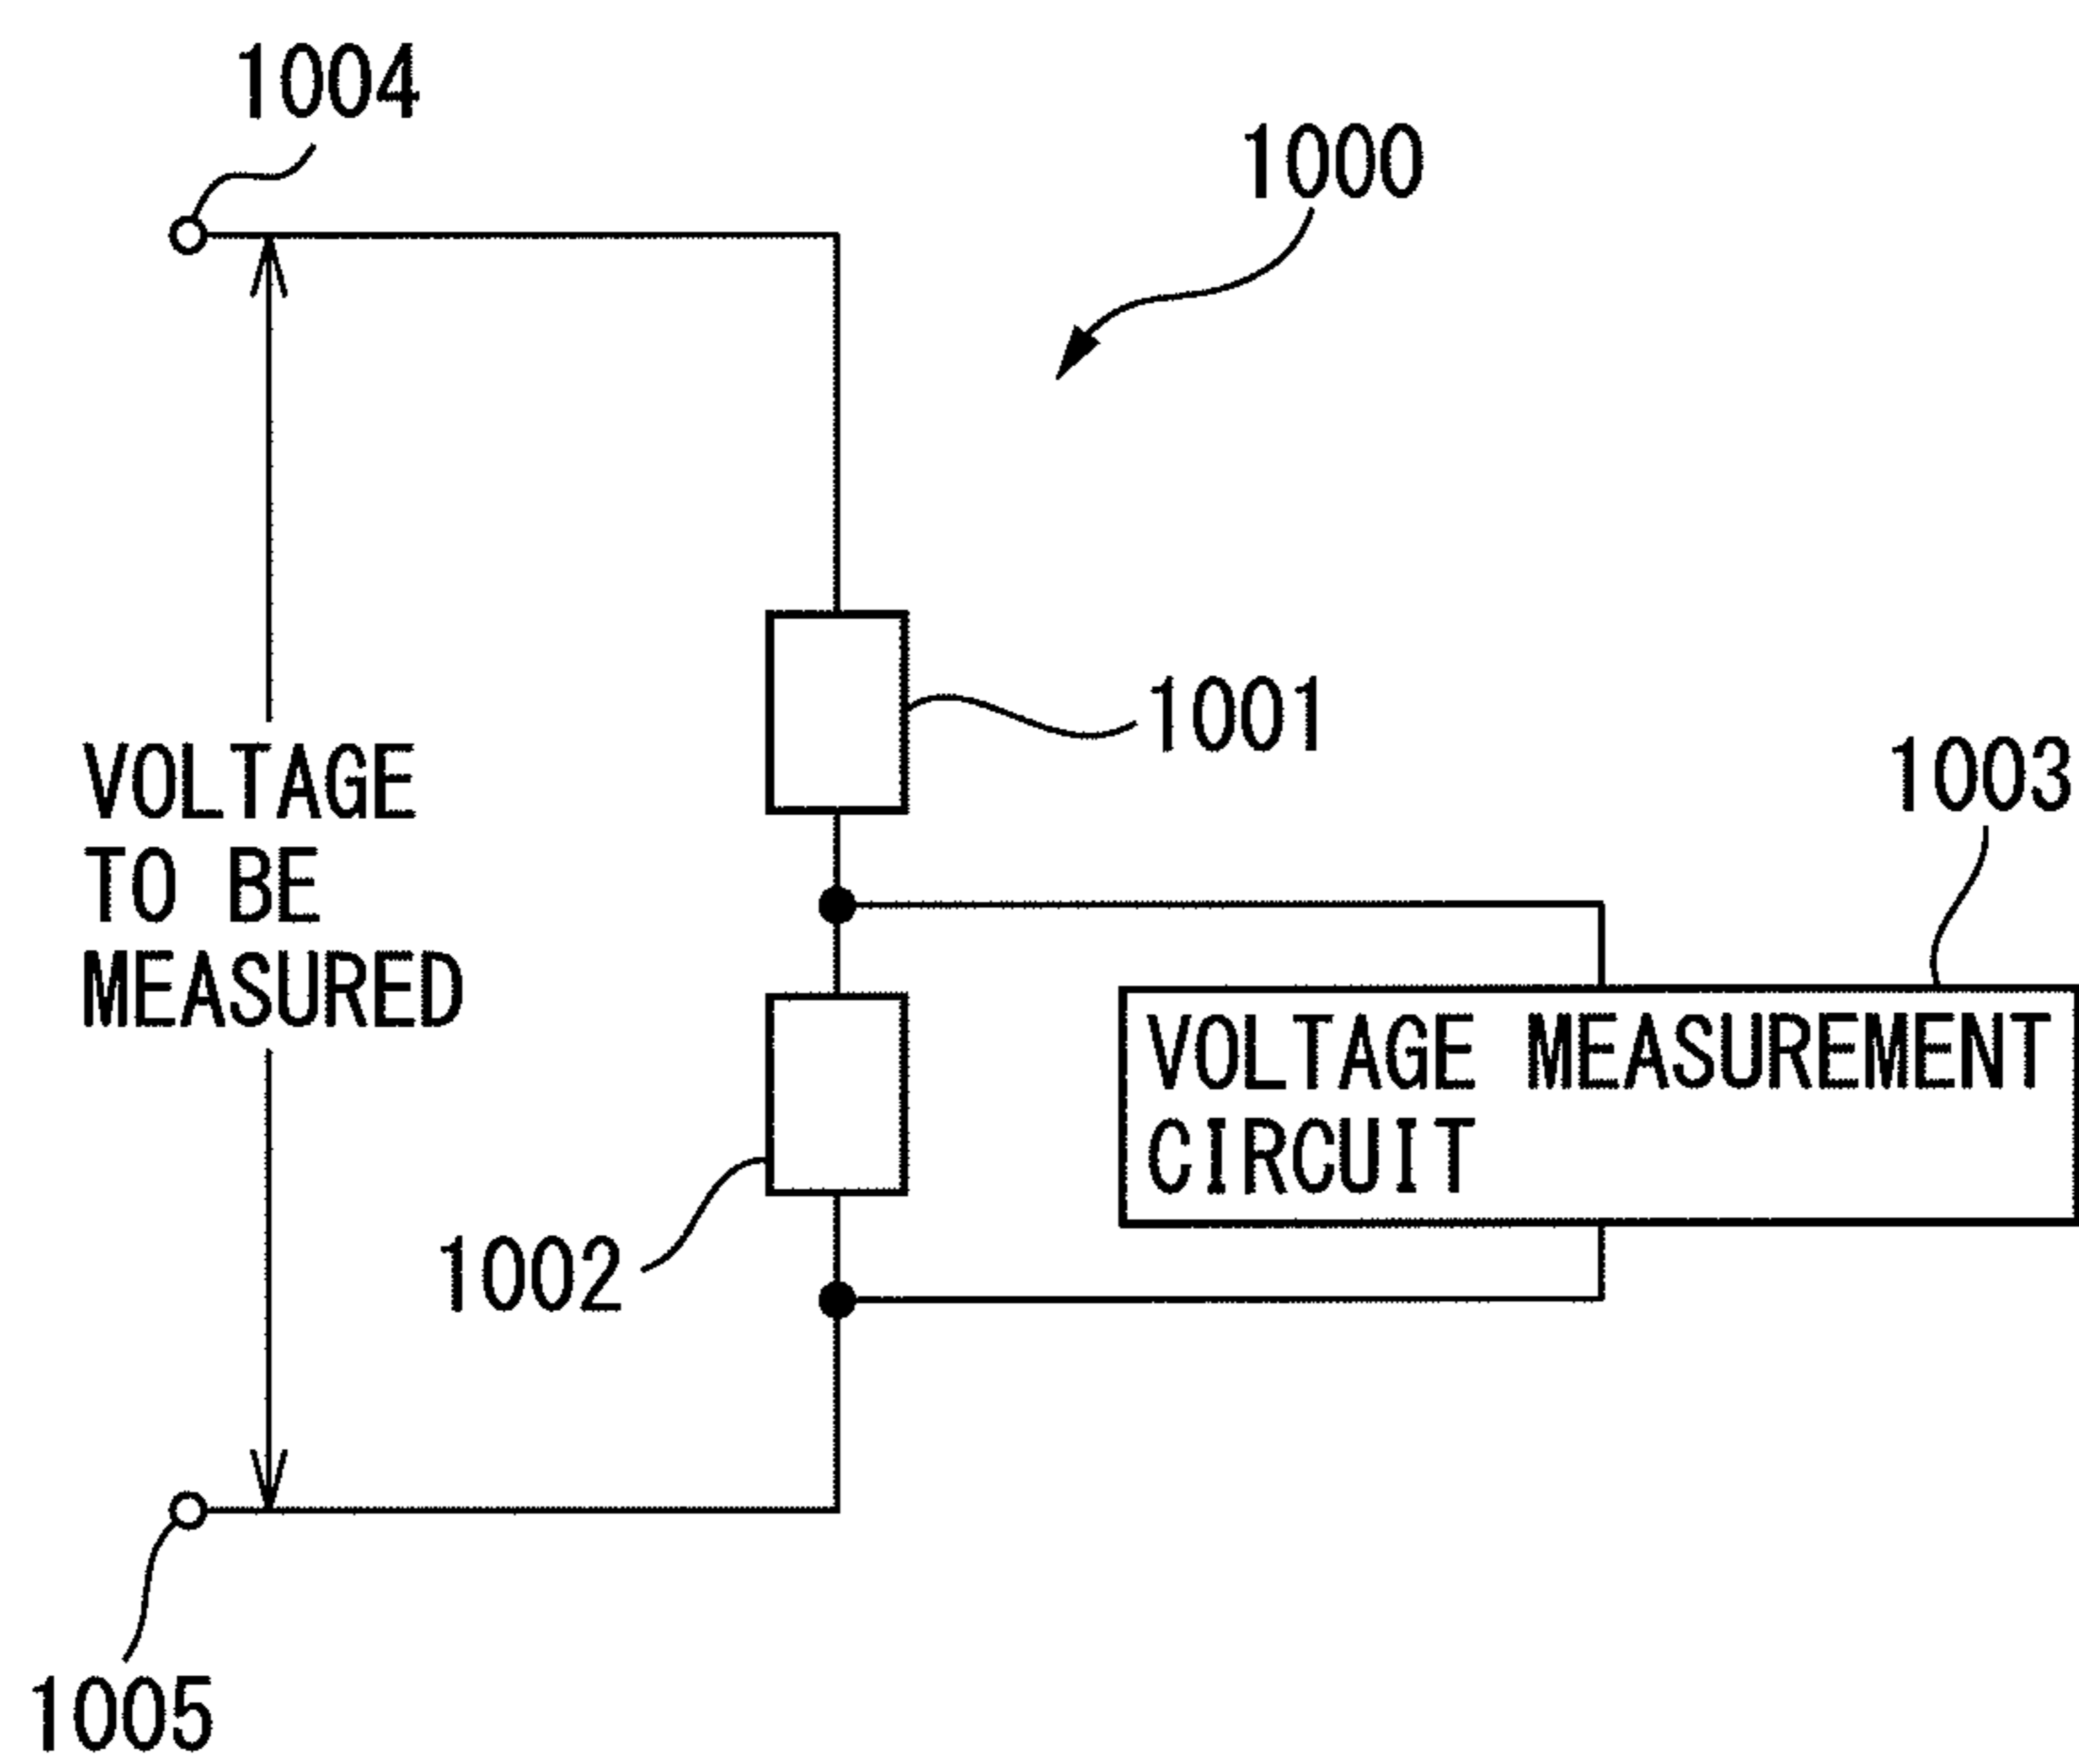 1004
1000
1001
VOLTAGE
TO BE
MEASURED
1003
VOLTAGE MEASUREMENT
CIRCUIT
1002
1005